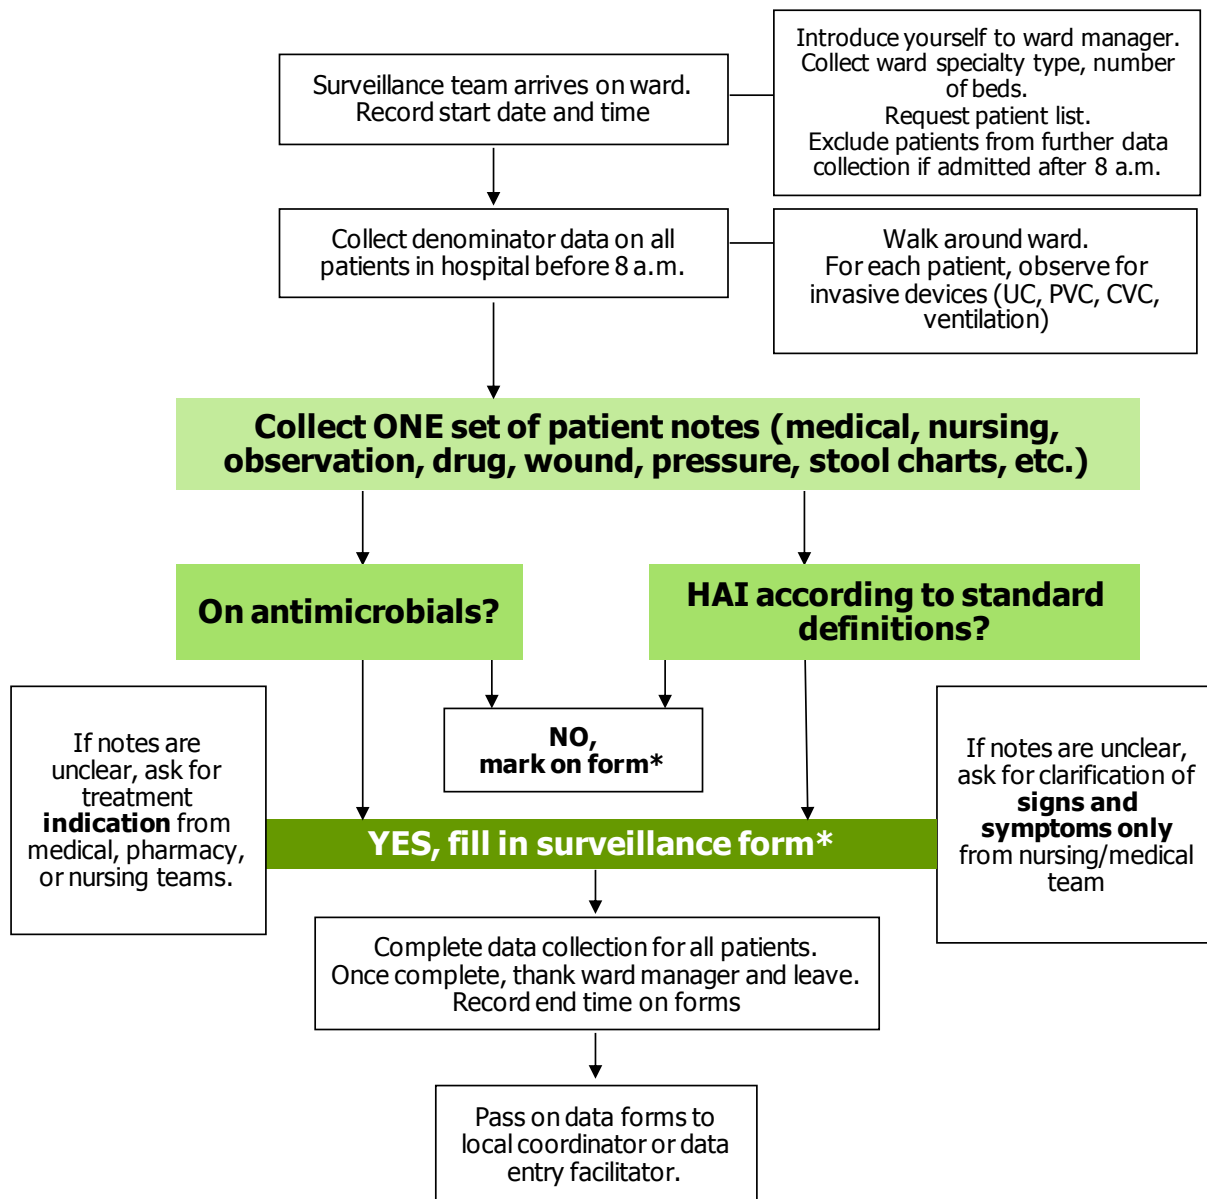 Surveillance team arrives on ward.
Record start date and time
Introduce yourself to ward manager.
Collect ward specialty type, number
of beds.
Request patient list.
Exclude patients from further data
collection if admitted after 8 a.m.
Collect denominator data on all
patients in hospital before 8 a.m.
Walk around ward.
For each patient, observe for
invasive devices (UC, PVC, CVC,
ventilation)
Collect ONE set of patient notes (medical, nursing,
observation, drug, wound, pressure, stool charts, etc.)
On antimicrobials?
HAI according to standard
definitions?
NO,
mark on form*
If notes are
unclear, ask for
treatment
indication from
medical, pharmacy,
or nursing teams.
If notes are unclear,
ask for clarification of
signs and
symptoms only
from nursing/medical
team
YES, fill in surveillance form*
Complete data collection for all patients.
Once complete, thank ward manager and leave.
Record end time on forms
Pass on data forms to
local coordinator or data
entry facilitator.